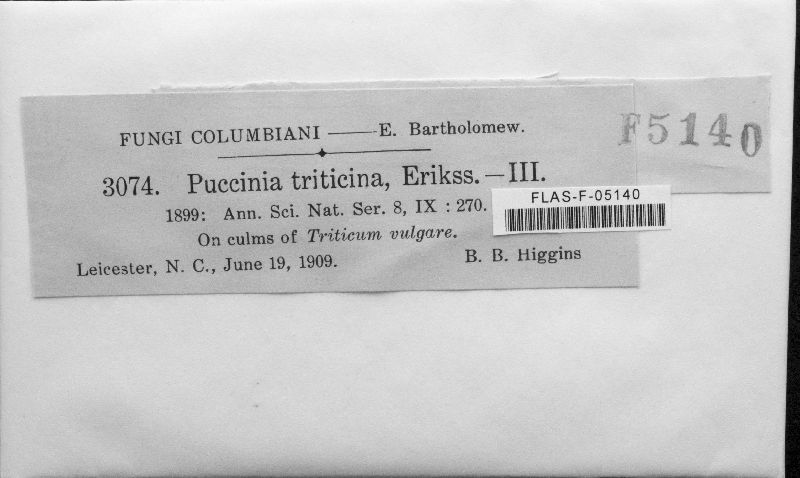 FUNGI COLUMBIANI ——— E. Bartholomew.
F5140
3074. Puccinia triticina, Erikss. — III.
FLAS-F-05140
1899: Ann. Sci. Nat. Ser. 8, IX : 270.
On culms of Triticum vulgare.
Leicester, N. C., June 19, 1909. B. B. Higgins